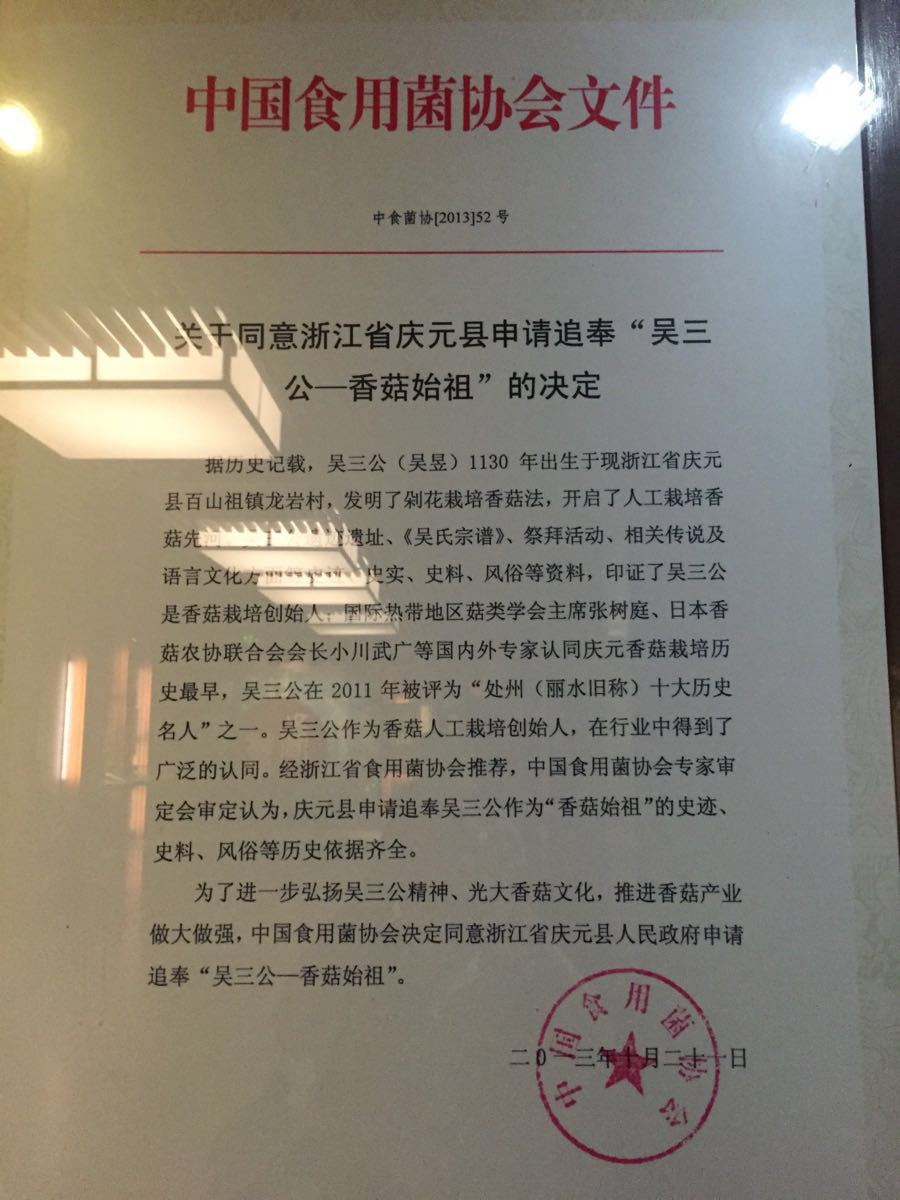 中国食用菌协会文件
中食菌协[2013]52 号
关于同意浙江省庆元县申请追奉“吴三
公—香菇始祖”的决定
据历史记载，吴三公（吴昱）1130 年出生于现浙江省庆元
县百山祖镇龙岩村，发明了剁花栽培香菇法，开启了人工栽培香
菇先河 遗址、《吴氏宗谱》、祭拜活动、相关传说及
语言文化方面 史实、史料、风俗等资料，印证了吴三公
是香菇栽培创始人，国际热带地区菇类学会主席张树庭、日本香
菇农协联合会会长小川武广等国内外专家认同庆元香菇栽培历
史最早，吴三公在 2011 年被评为“处州（丽水旧称）十大历史
名人”之一。吴三公作为香菇人工栽培创始人，在行业中得到了
广泛的认同。经浙江省食用菌协会推荐，中国食用菌协会专家审
定会审定认为，庆元县申请追奉吴三公作为“香菇始祖”的史迹、
史料、风俗等历史依据齐全。
为了进一步弘扬吴三公精神、光大香菇文化，推进香菇产业
做大做强，中国食用菌协会决定同意浙江省庆元县人民政府申请
追奉“吴三公—香菇始祖”。
二〇一三年十月二十一日
中国食用菌协会